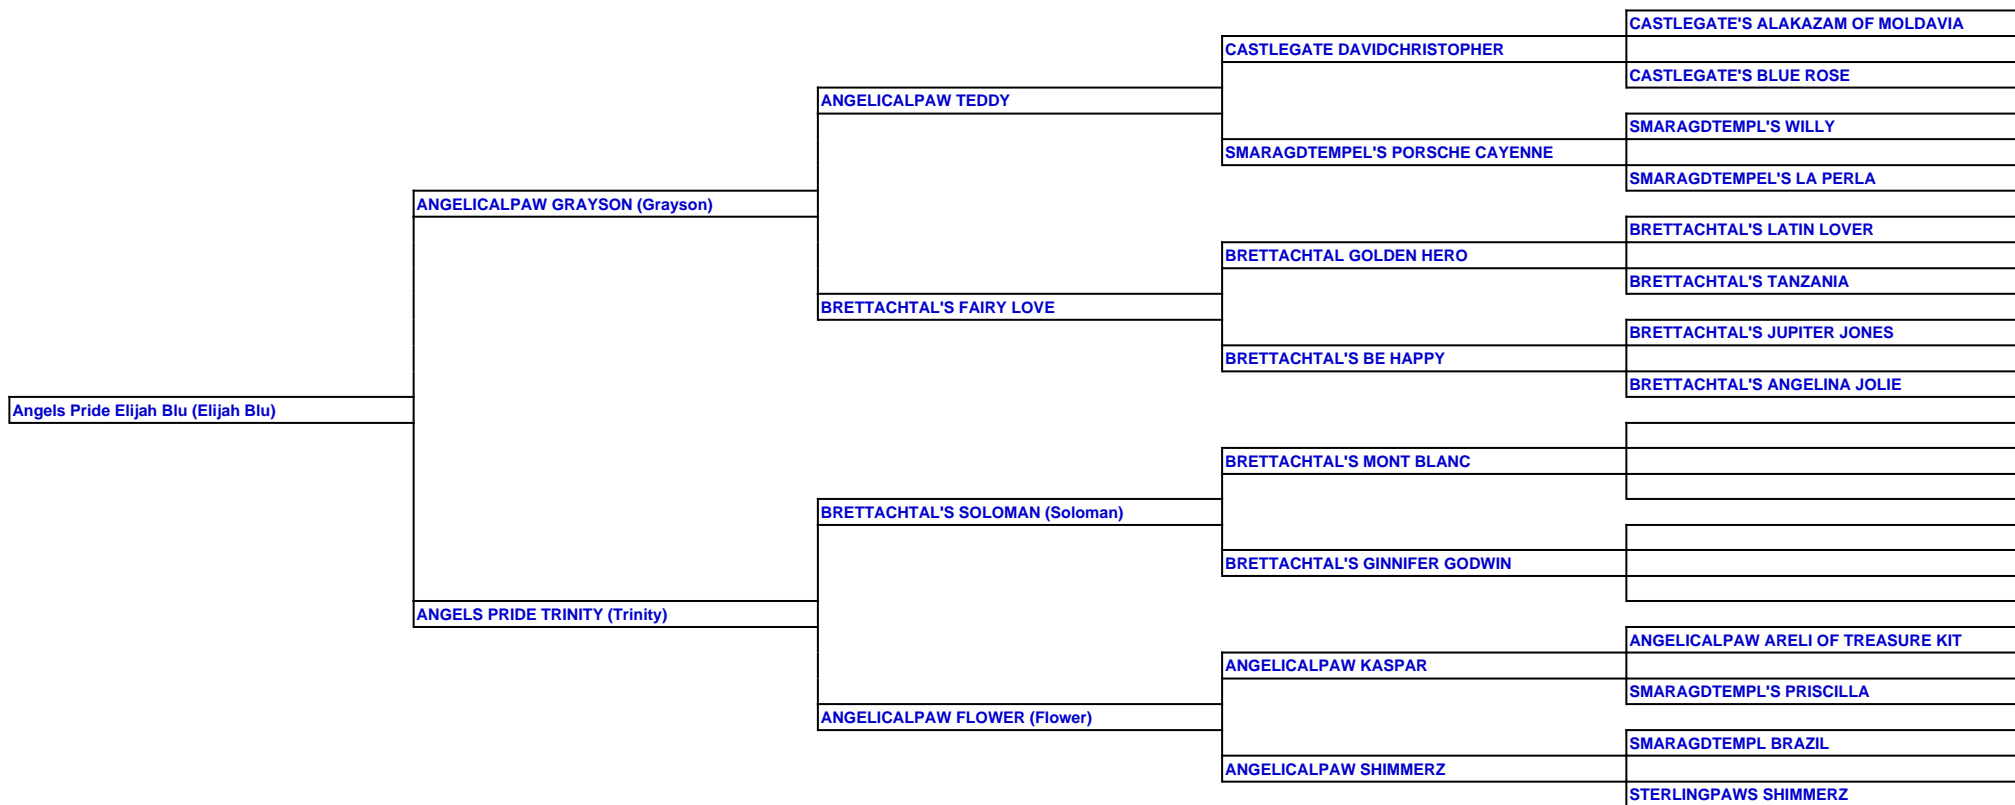 CASTLEGATE'S ALAKAZAM OF MOLDAVIA
CASTLEGATE DAVIDCHRISTOPHER
CASTLEGATE'S BLUE ROSE
ANGELICALPAW TEDDY
SMARAGDTEMPL'S WILLY
SMARAGDTEMPEL'S PORSCHE CAYENNE
SMARAGDTEMPEL'S LA PERLA
ANGELICALPAW GRAYSON (Grayson)
BRETTACHTAL'S LATIN LOVER
BRETTACHTAL GOLDEN HERO
BRETTACHTAL'S TANZANIA
BRETTACHTAL'S FAIRY LOVE
BRETTACHTAL'S JUPITER JONES
BRETTACHTAL'S BE HAPPY
BRETTACHTAL'S ANGELINA JOLIE
Angels Pride Elijah Blu (Elijah Blu)
BRETTACHTAL'S MONT BLANC
BRETTACHTAL'S SOLOMAN (Soloman)
BRETTACHTAL'S GINNIFER GODWIN
ANGELS PRIDE TRINITY (Trinity)
ANGELICALPAW ARELI OF TREASURE KIT
ANGELICALPAW KASPAR
SMARAGDTEMPL'S PRISCILLA
ANGELICALPAW FLOWER (Flower)
SMARAGDTEMPL BRAZIL
ANGELICALPAW SHIMMERZ
STERLINGPAWS SHIMMERZ